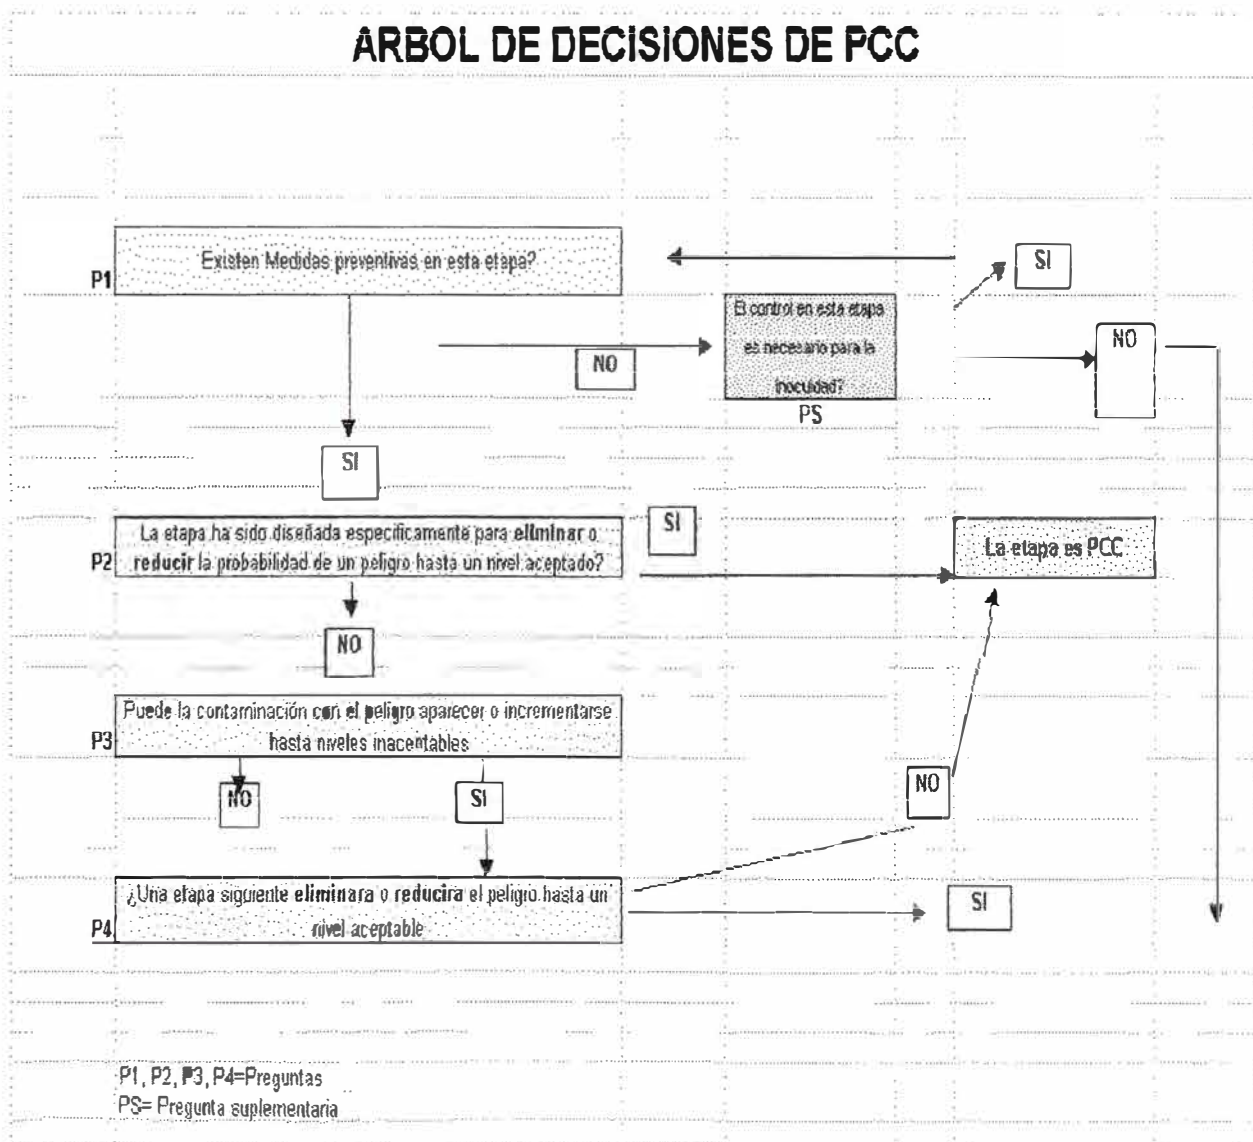 ARBOL DE DECISIONES DE PCC
P1
Existen Medidas preventivas en esta etapa?
SI
El control en esta etapa
es necesario para la
inocuidad?
PS
NO
NO
SI
P2
La etapa ha sido diseñada especificamente para eliminar o
reducir la probabilidad de un peligro hasta un nivel aceptado?
SI
La etapa es PCC
NO
P3
Puede la contaminación con el peligro aparecer o incrementarse
hasta niveles inacentables
NO
SI
NO
P4
¿Una etapa siguiente eliminara o reducira el peligro hasta un
nivel aceptable
SI
P1, P2, P3, P4=Preguntas
PS= Pregunta suplementaria